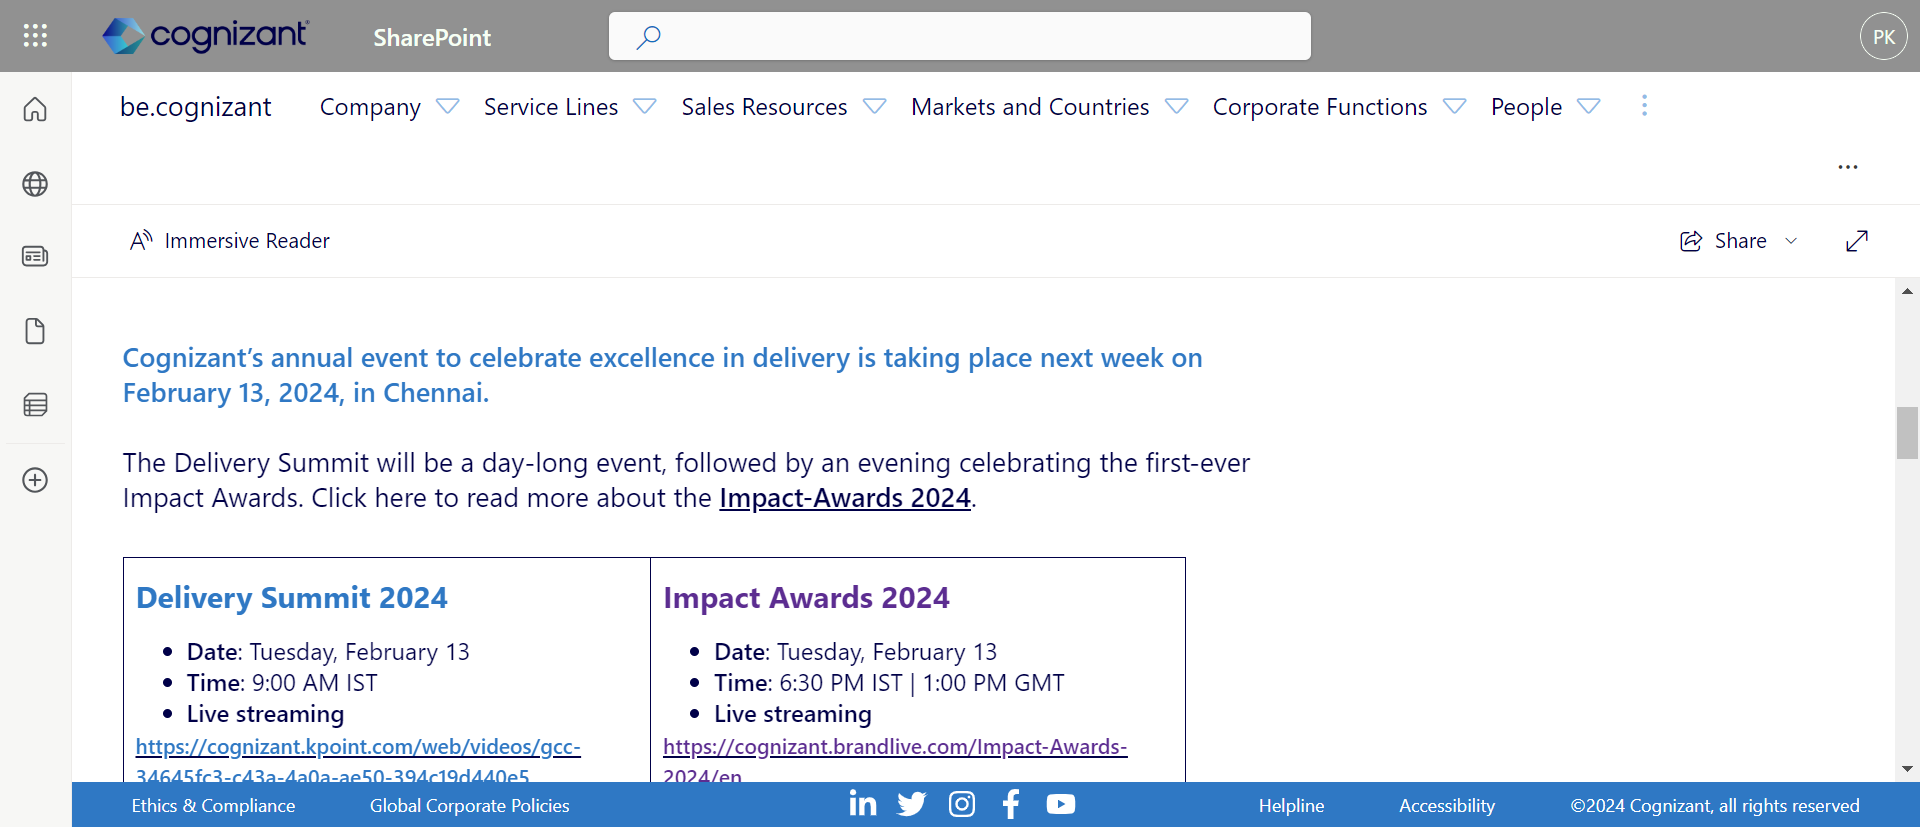 cognizant
SharePoint
PK
be.cognizant
Company
Service Lines
Sales Resources
Markets and Countries
Corporate Functions
People
Immersive Reader
Share
Cognizant’s annual event to celebrate excellence in delivery is taking place next week on
February 13, 2024, in Chennai.
The Delivery Summit will be a day-long event, followed by an evening celebrating the first-ever
Impact Awards. Click here to read more about the Impact-Awards 2024.
Delivery Summit 2024
Date: Tuesday, February 13
Time: 9:00 AM IST
Live streaming
https://cognizant.kpoint.com/web/videos/gcc-
34645fc3-c43a-4a0a-ae50-394c19d440e5
Impact Awards 2024
Date: Tuesday, February 13
Time: 6:30 PM IST | 1:00 PM GMT
Live streaming
https://cognizant.brandlive.com/Impact-Awards-
2024/en
Ethics & Compliance
Global Corporate Policies
Helpline
Accessibility
©2024 Cognizant, all rights reserved